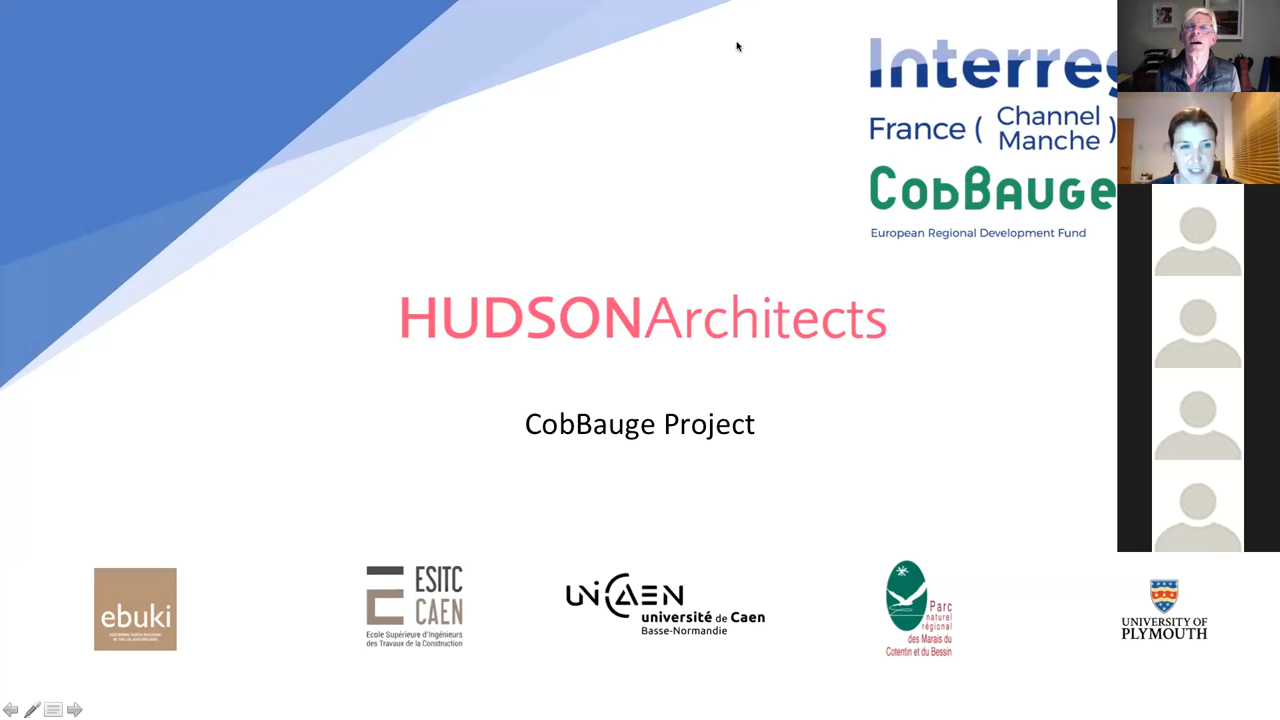 Interreg
France ( Channel Manche )
CobBauge
European Regional Development Fund
HUDSONArchitects
CobBauge Project
ebuki
ESITC
CAEN
Ecole Supérieure d'Ingénieurs
des Travaux de la Construction
UNICAEN
université de Caen
Basse-Normandie
Parc
naturel
régional
des Marais du
Cotentin et du Bessin
UNIVERSITY OF
PLYMOUTH